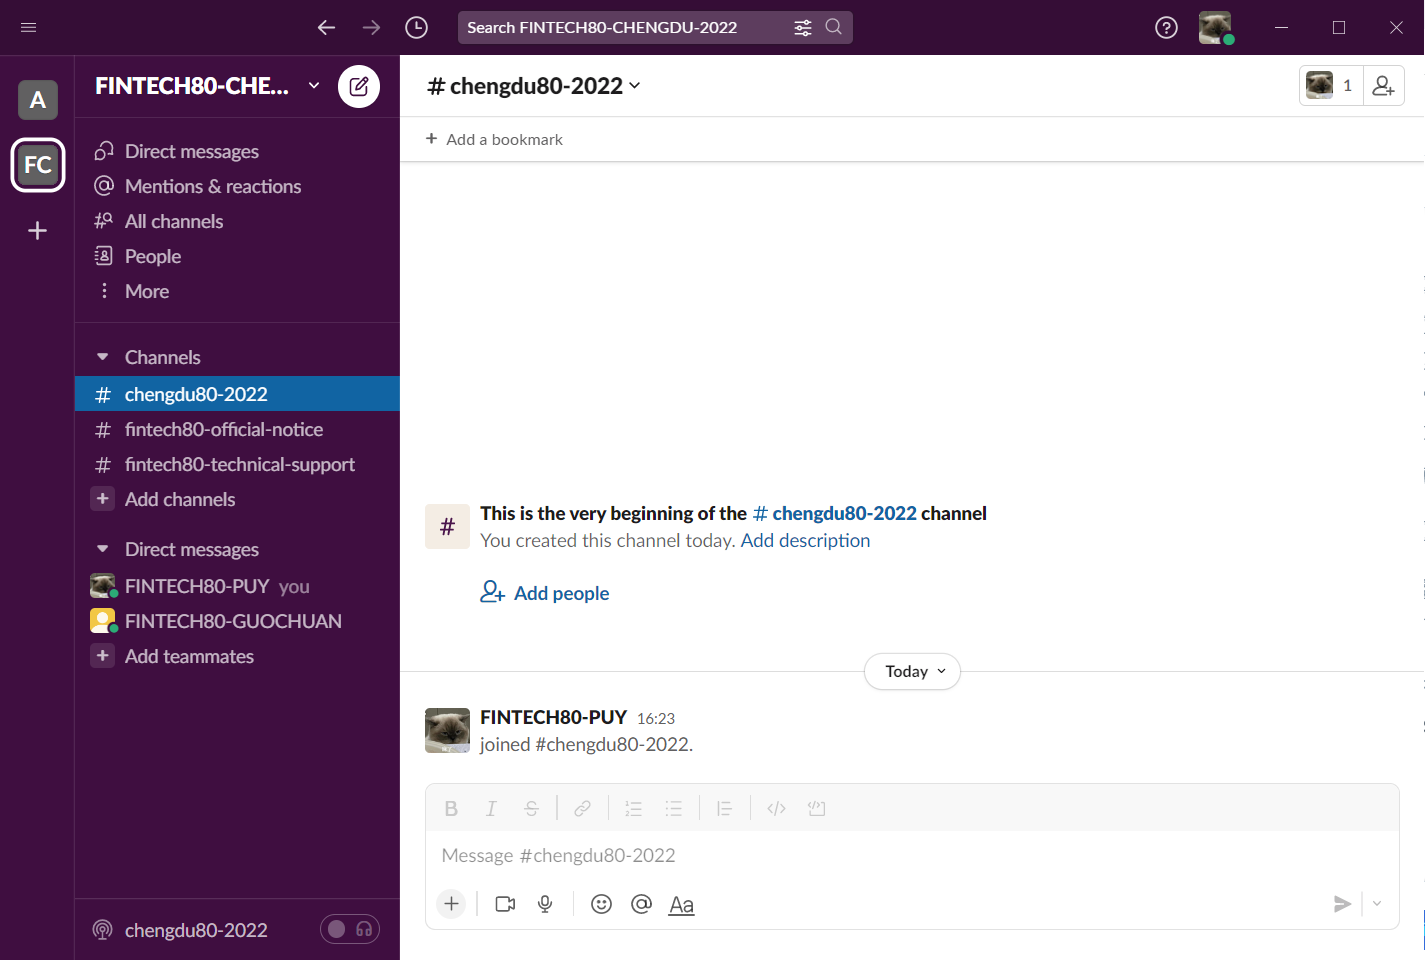 Search FINTECH80-CHENGDU-2022
A
FC
FINTECH80-CHE...
Direct messages
Mentions & reactions
All channels
People
More
Channels
# chengdu80-2022
# fintech80-official-notice
# fintech80-technical-support
+ Add channels
Direct messages
FINTECH80-PUY you
FINTECH80-GUOCHUAN
+ Add teammates
chengdu80-2022
# chengdu80-2022
1
+ Add a bookmark
#
This is the very beginning of the # chengdu80-2022 channel
You created this channel today. Add description
Add people
Today
FINTECH80-PUY 16:23
joined #chengdu80-2022.
B I S
Message #chengdu80-2022
Aa